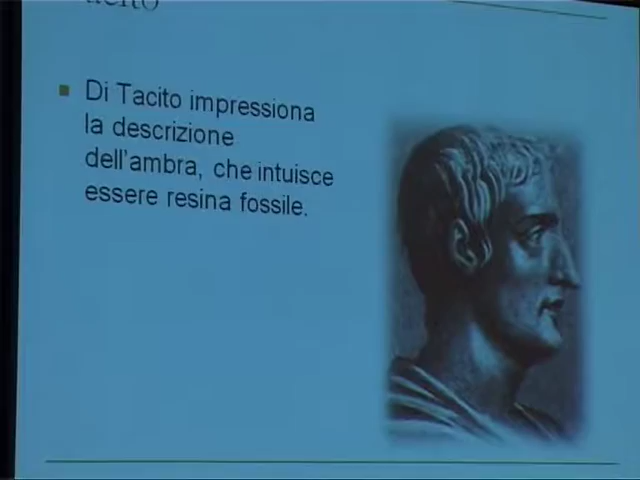 Di Tacito impressiona
la descrizione
dell'ambra, che intuisce
essere resina fossile.